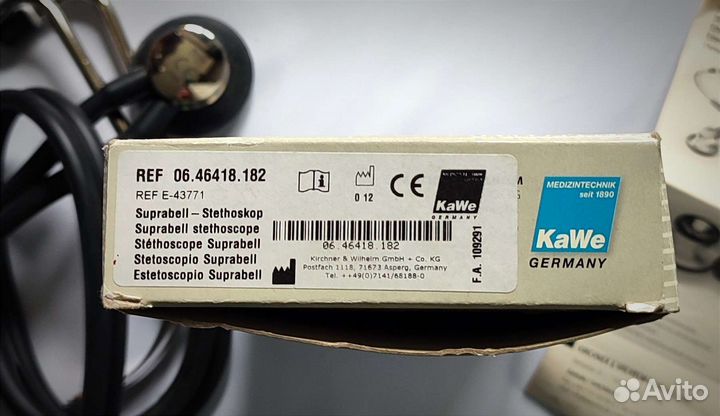 REF 06.46418.182
REF E-43771
Suprabell – Stethoskop
Suprabell stethoscope
Stéthoscope Suprabell
Stetoscopio Suprabell
Estetoscopio Suprabell
0 12
CE
KaWe
GERMANY
06.46418.182
Kirchner & Wilhelm GmbH + Co. KG
Postfach 1118, 71673 Asperg, Germany
Tel. ++49(0)7141/68188-0
F.A. 109291
MEDIZINTECHNIK
seit 1890
KaWe
GERMANY
Avito